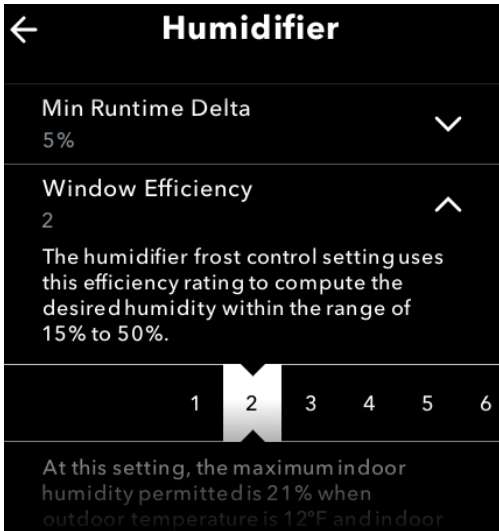 Humidifier
Min Runtime Delta
5%
Window Efficiency
2
The humidifier frost control setting uses
this efficiency rating to compute the
desired humidity within the range of
15% to 50%.
1 2 3 4 5 6
At this setting, the maximum indoor
humidity permitted is 21% when
outdoor temperature is 12°F and indoor